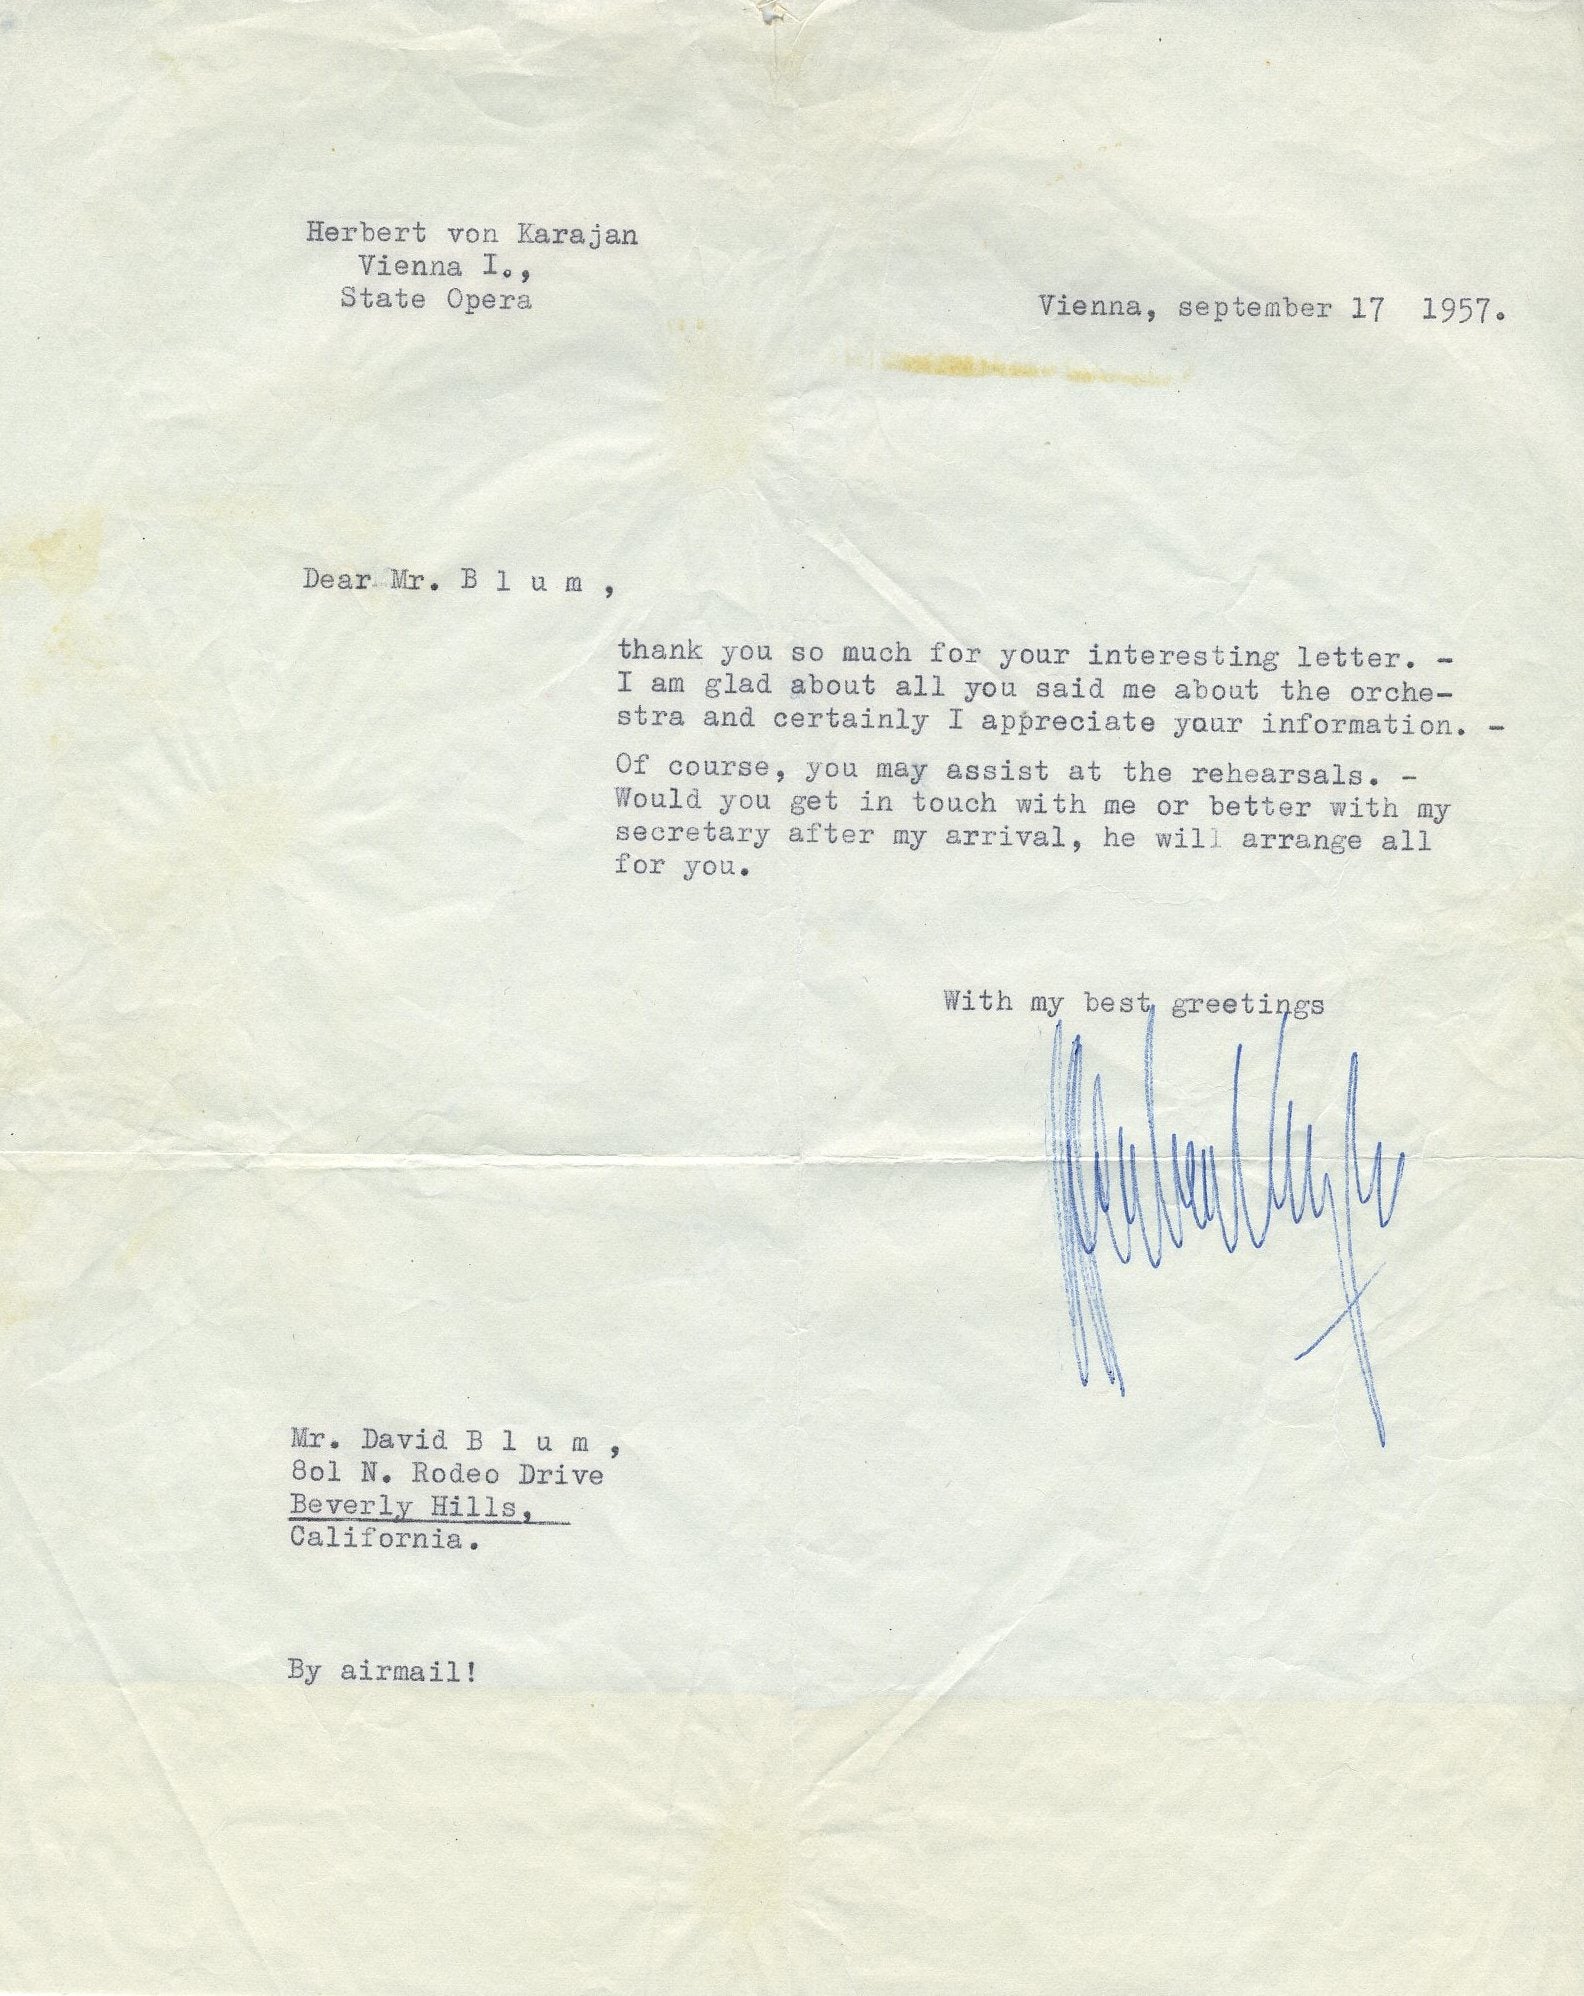 Herbert von Karajan
Vienna I.,
State Opera
Vienna, september 17 1957.
Dear Mr. B l u m ,
thank you so much for your interesting letter. -
I am glad about all you said me about the orche-
stra and certainly I appreciate your information. -
Of course, you may assist at the rehearsals. -
Would you get in touch with me or better with my
secretary after my arrival, he will arrange all
for you.
With my best greetings
Mr. David B l u m ,
8o1 N. Rodeo Drive
Beverly Hills,
California.
By airmail!